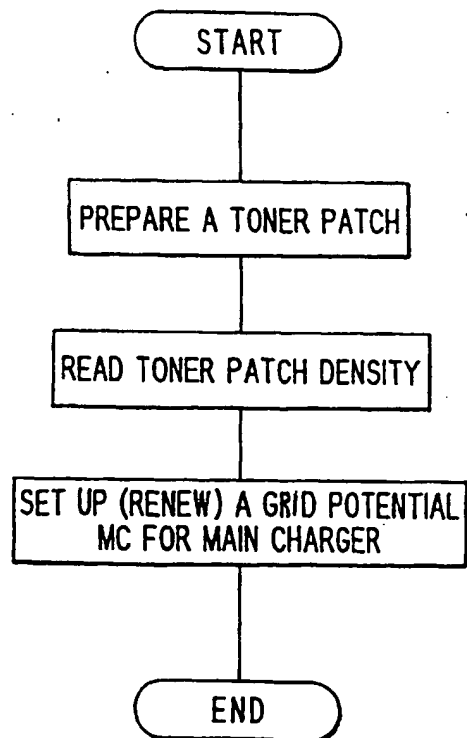 START
PREPARE A TONER PATCH
READ TONER PATCH DENSITY
SET UP (RENEW) A GRID POTENTIAL
MC FOR MAIN CHARGER
END